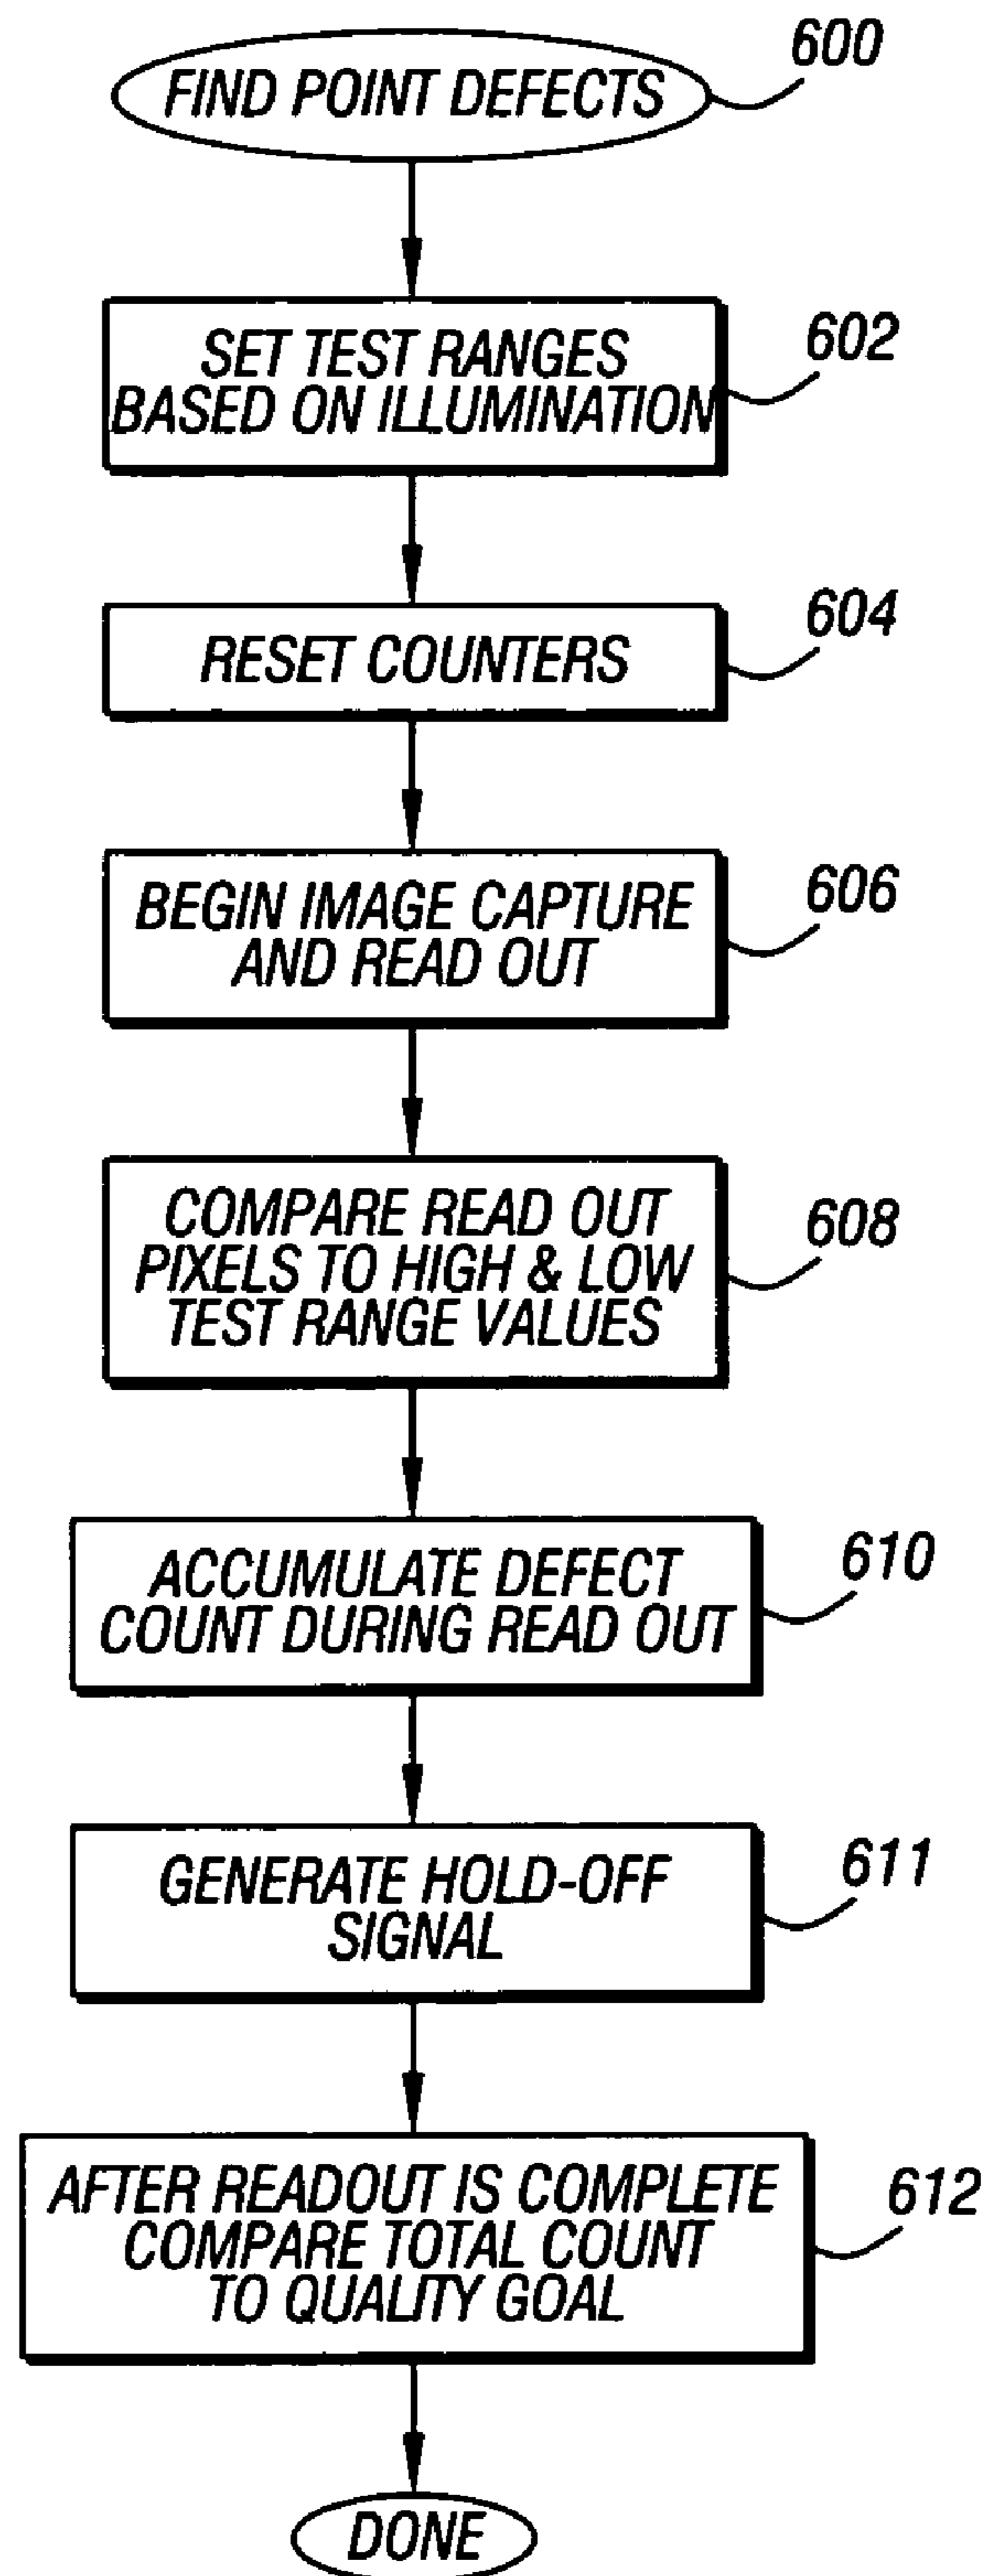 FIND POINT DEFECTS
600
SET TEST RANGES
BASED ON ILLUMINATION
602
RESET COUNTERS
604
BEGIN IMAGE CAPTURE
AND READ OUT
606
COMPARE READ OUT
PIXELS TO HIGH & LOW
TEST RANGE VALUES
608
ACCUMULATE DEFECT
COUNT DURING READ OUT
610
GENERATE HOLD-OFF
SIGNAL
611
AFTER READOUT IS COMPLETE
COMPARE TOTAL COUNT
TO QUALITY GOAL
612
DONE